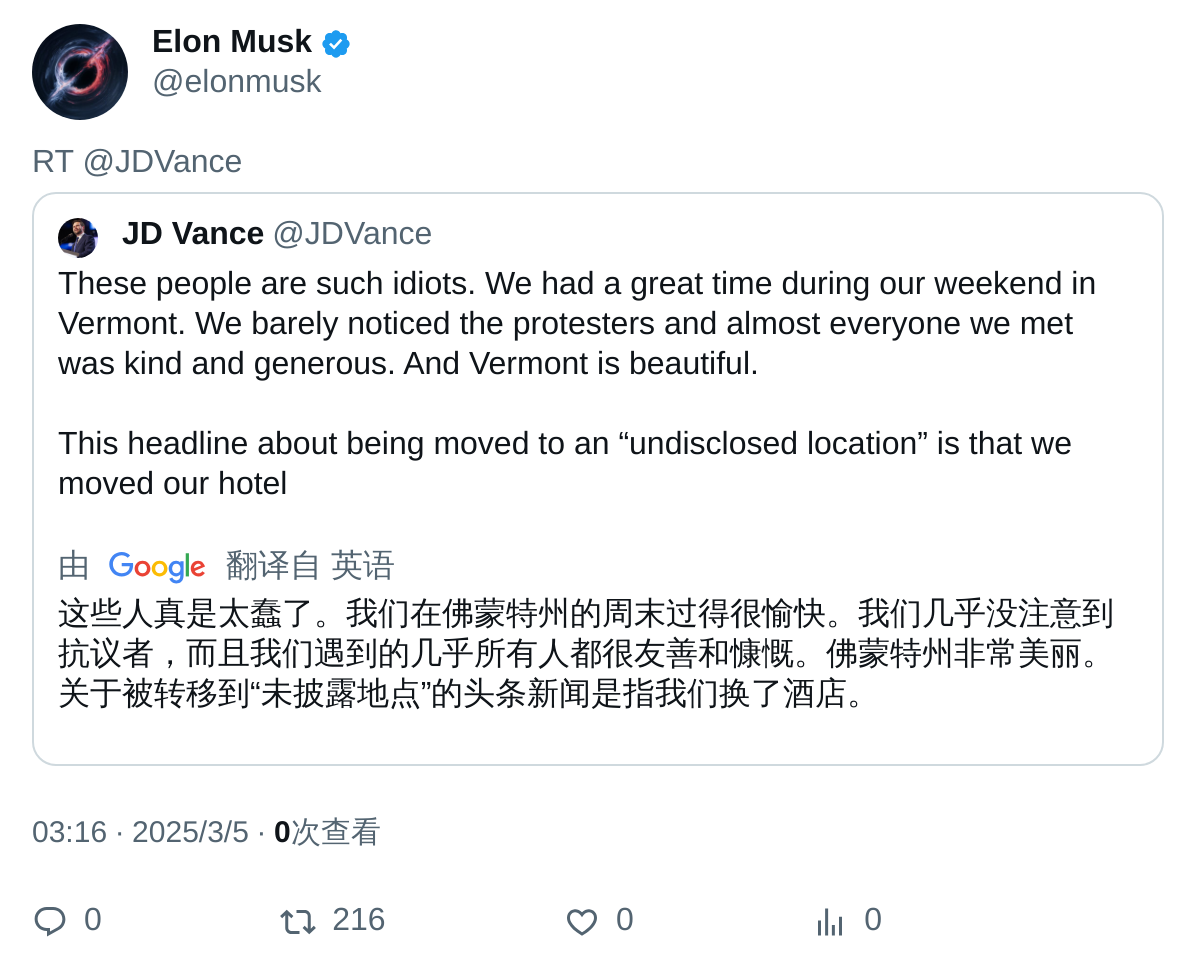 Elon Musk
@elonmusk
RT @JDVance
JD Vance @JDVance
These people are such idiots. We had a great time during our weekend in
Vermont. We barely noticed the protesters and almost everyone we met
was kind and generous. And Vermont is beautiful.
This headline about being moved to an “undisclosed location” is that we
moved our hotel
由 Google 翻译自 英语
这些人真是太蠢了。我们在佛蒙特州的周末过得很愉快。我们几乎没注意到
抗议者，而且我们遇到的几乎所有人都很友善和慷慨。佛蒙特州非常美丽。
关于被转移到“未披露地点”的头条新闻是指我们换了酒店。
03:16 · 2025/3/5 · 0次查看
0 216 0 0